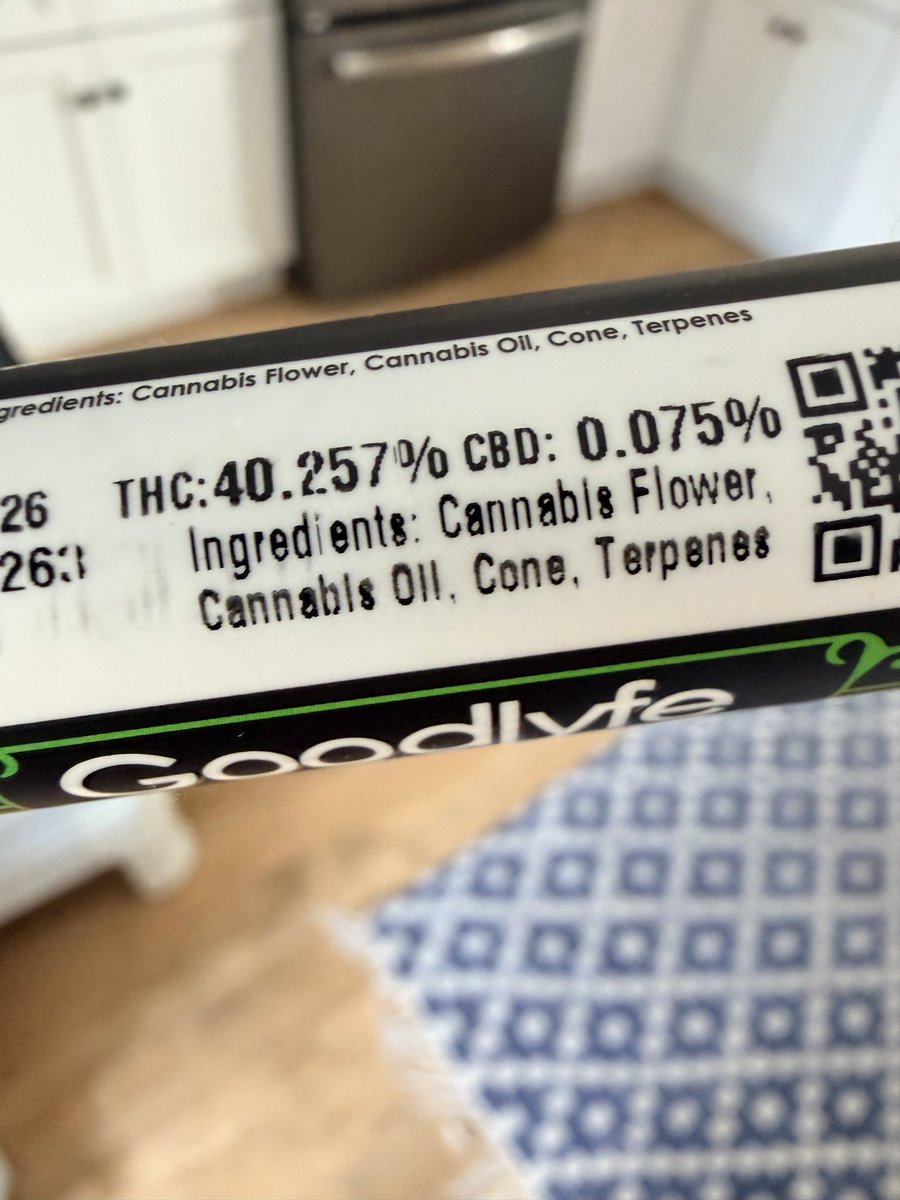 gredients: Cannabis Flower, Cannabis Oil, Cone, Terpenes
THC:40.257% CBD: 0.075%
26
Ingredients: Cannabis Flower,
263
Cannabis Oil, Cone, Terpenes
Goodlyfe